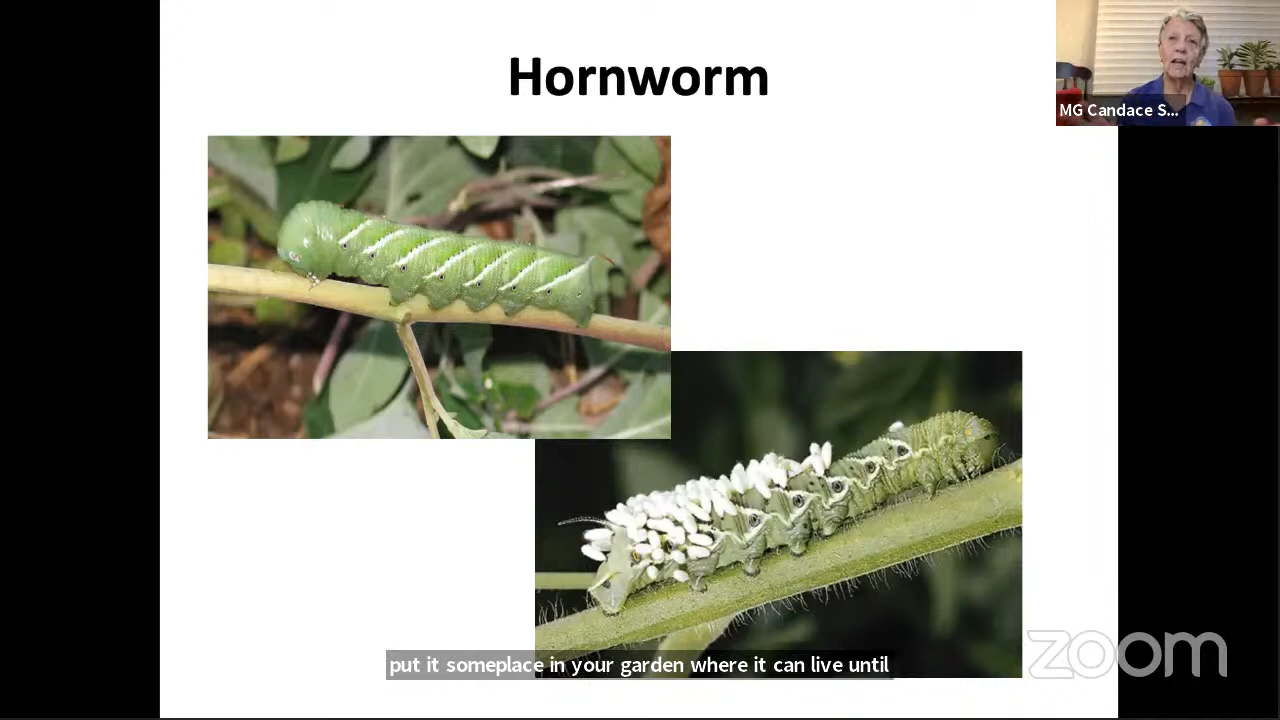 Hornworm
MG Candace S...
put it someplace in your garden where it can live until
zoom